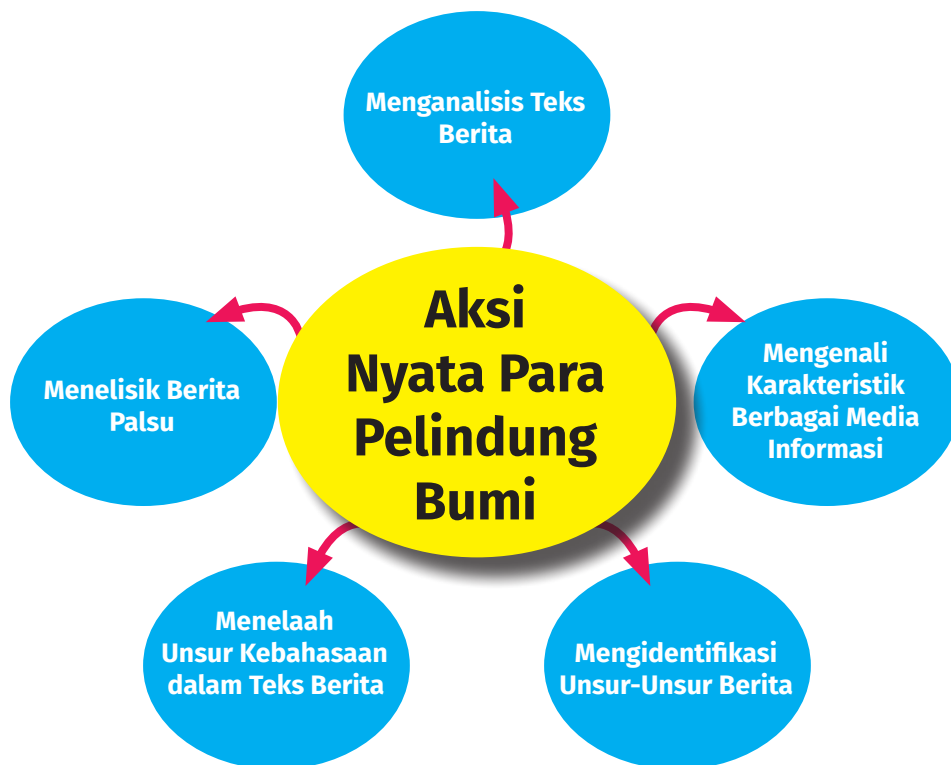 Menganalisis Teks
Berita
Aksi
Nyata Para
Pelindung
Bumi
Mengenali
Karakteristik
Berbagai Media
Informasi
Menelisik Berita
Palsu
Menelaah
Unsur Kebahasaan
dalam Teks Berita
Mengidentifikasi
Unsur-Unsur Berita